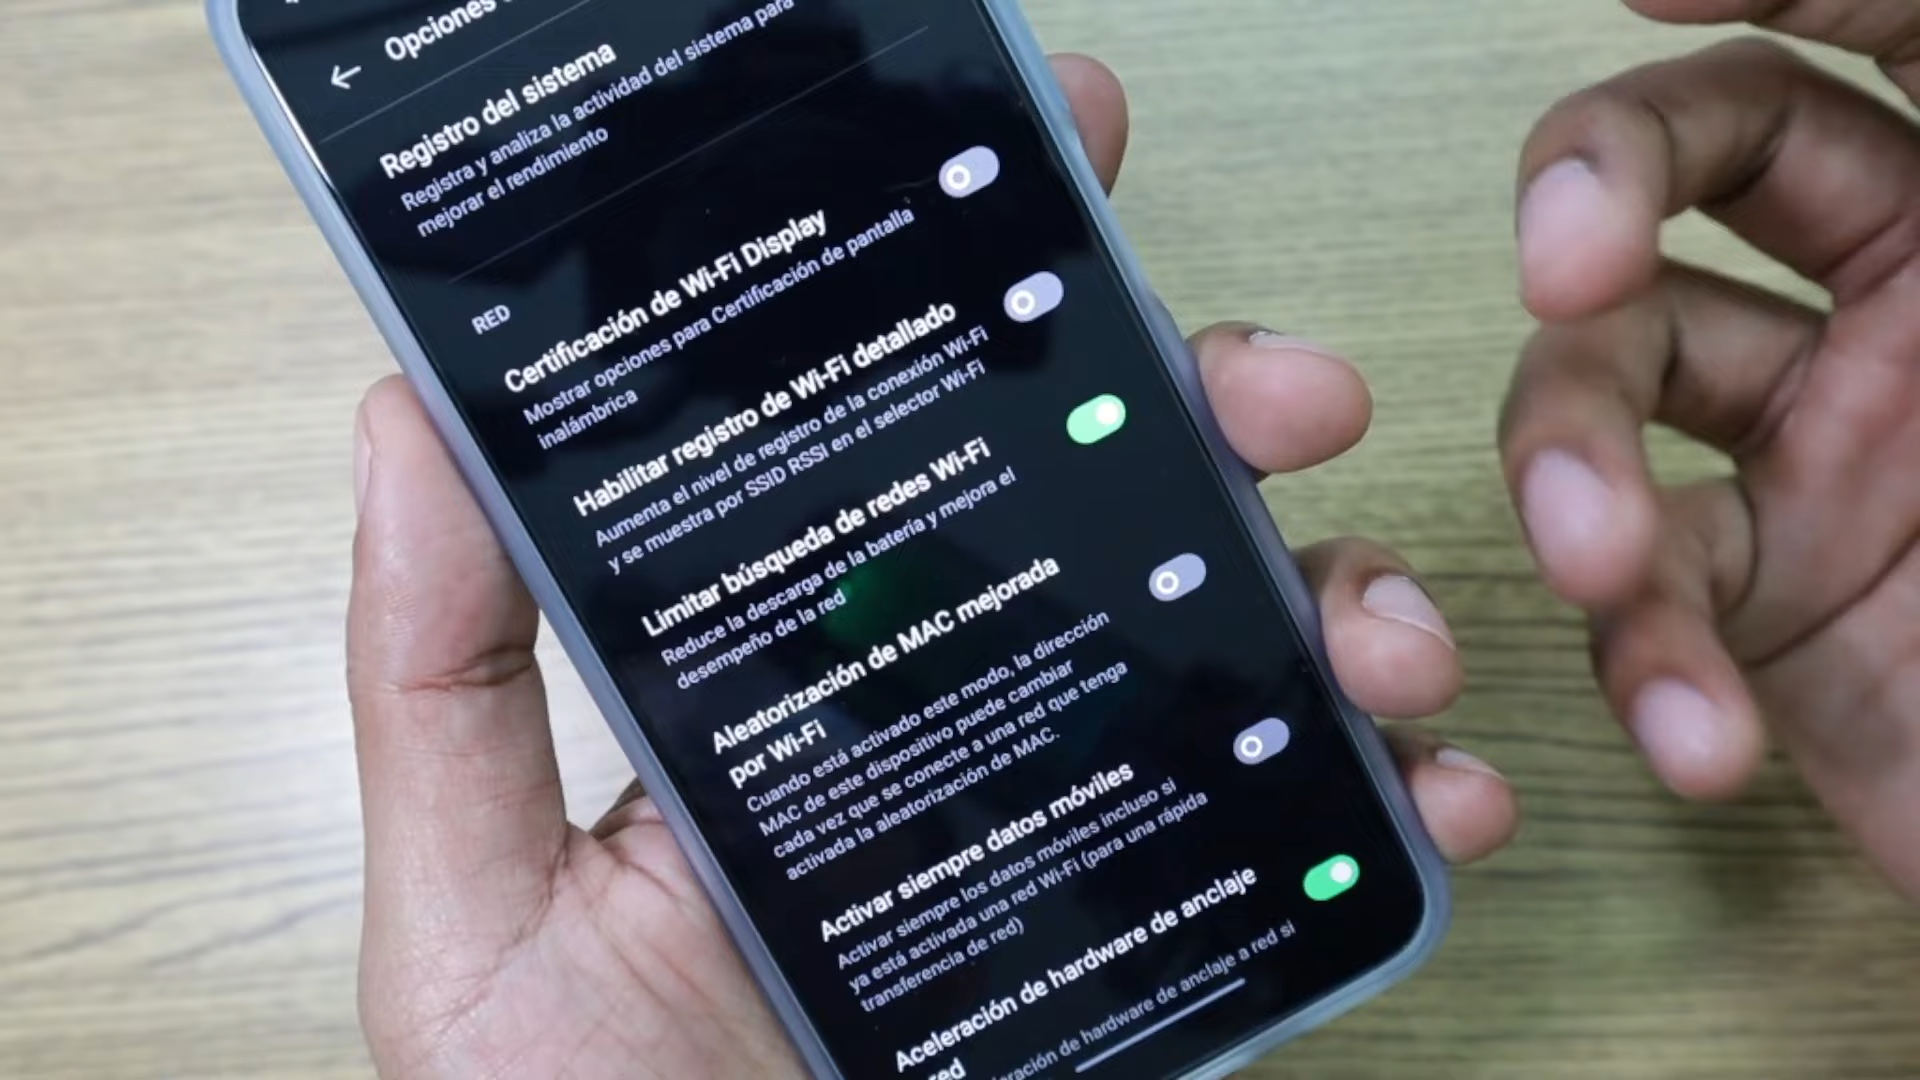 Opciones
Registro del sistema
Registra y analiza la actividad del sistema para
mejorar el rendimiento
RED
Certificación de Wi-Fi Display
Mostrar opciones para Certificación de pantalla
inalámbrica
Habilitar registro de Wi-Fi detallado
Aumenta el nivel de registro de la conexión Wi-Fi
y se muestra por SSID RSSI en el selector Wi-Fi
Limitar búsqueda de redes Wi-Fi
Reduce la descarga de la batería y mejora el
desempeño de la red
Aleatorización de MAC mejorada
por Wi-Fi
Cuando está activado este modo, la dirección
MAC de este dispositivo puede cambiar
cada vez que se conecte a una red que tenga
activada la aleatorización de MAC.
Activar siempre datos móviles
Activar siempre los datos móviles incluso si
ya está activada una red Wi-Fi (para una rápida
transferencia de red)
Aceleración de hardware de anclaje
red
de hardware de anclaje a red si